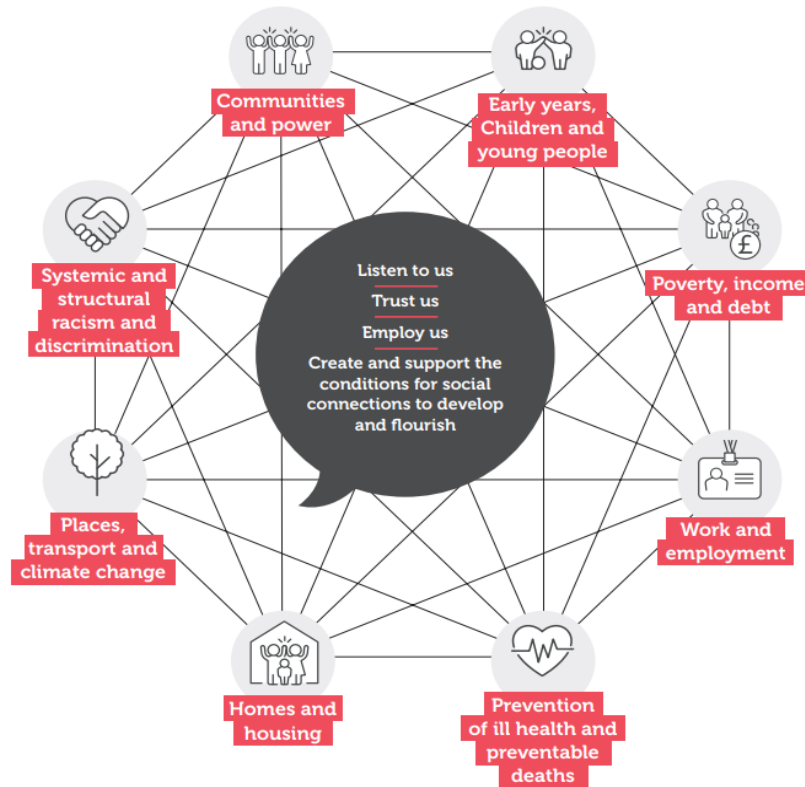 Communities
and power
Early years,
Children and
young people
Systemic and
structural
racism and
discrimination
Listen to us
Trust us
Employ us
Create and support the
conditions for social
connections to develop
and flourish
£
Poverty, income
and debt
Places,
transport and
climate change
Work and
employment
Homes and
housing
Prevention
of ill health and
preventable
deaths